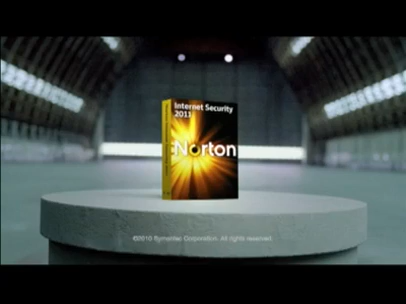 Internet Security
2011
Norton
©2010 Symantec Corporation. All rights reserved.